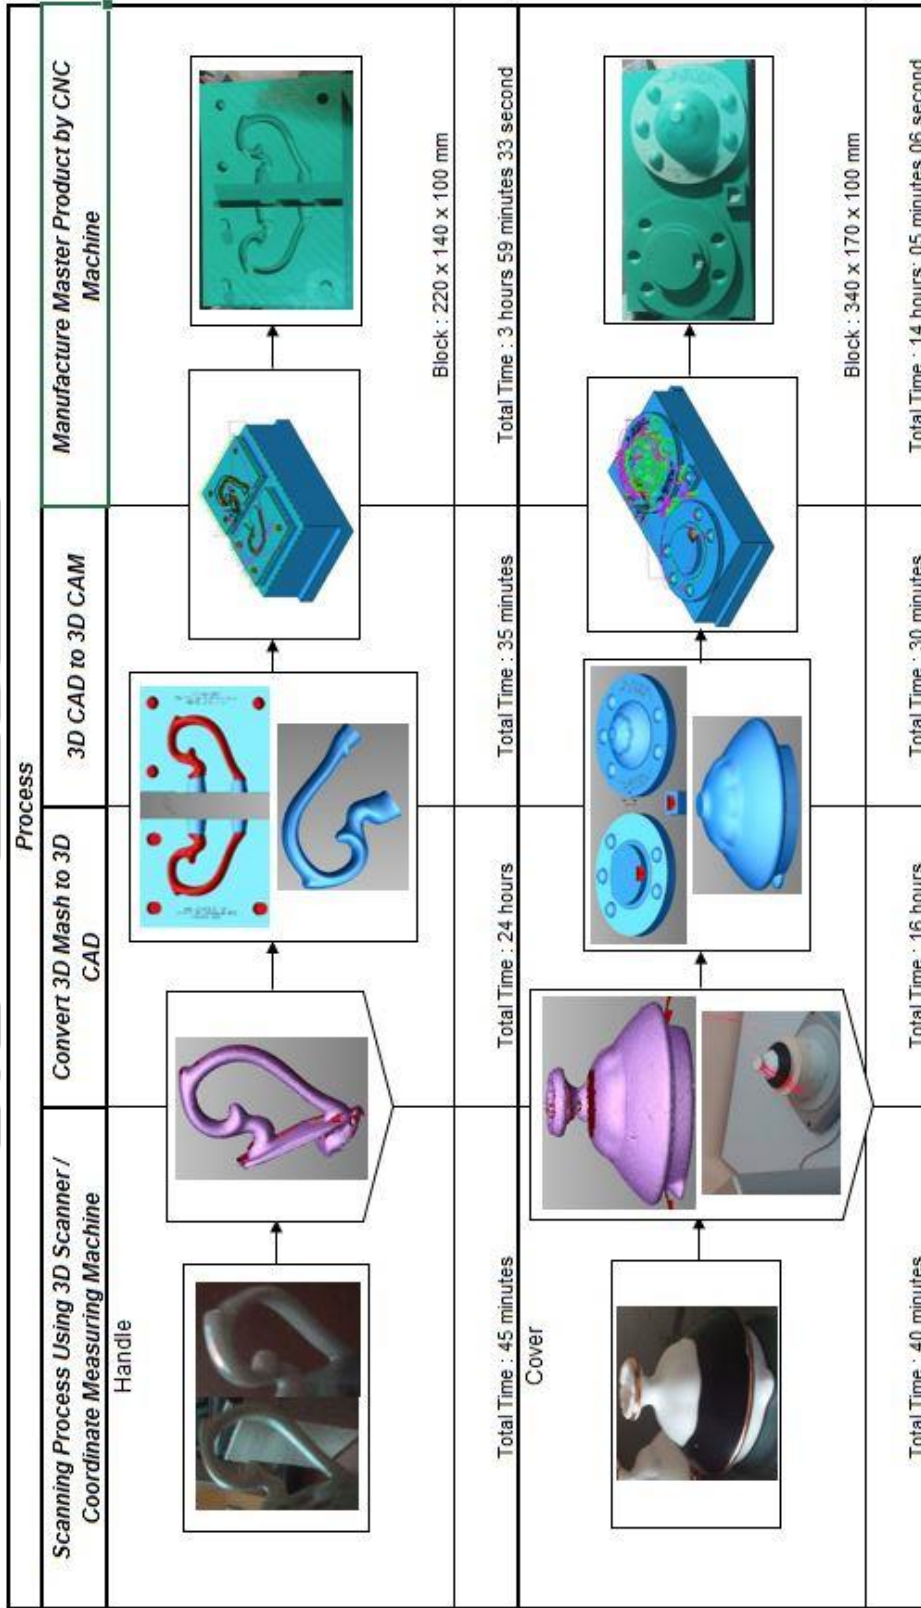 Process
Scanning Process Using 3D Scanner /
Coordinate Measuring Machine
Convert 3D Mash to 3D
CAD
3D CAD to 3D CAM
Manufacture Master Product by CNC
Machine
Handle
Block : 220 x 140 x 100 mm
Total Time : 45 minutes
Total Time : 24 hours
Total Time : 35 minutes
Total Time : 3 hours 59 minutes 33 second
Cover
Block : 340 x 170 x 100 mm
Total Time : 40 minutes
Total Time : 16 hours
Total Time : 30 minutes
Total Time : 14 hours: 05 minutes 06 second